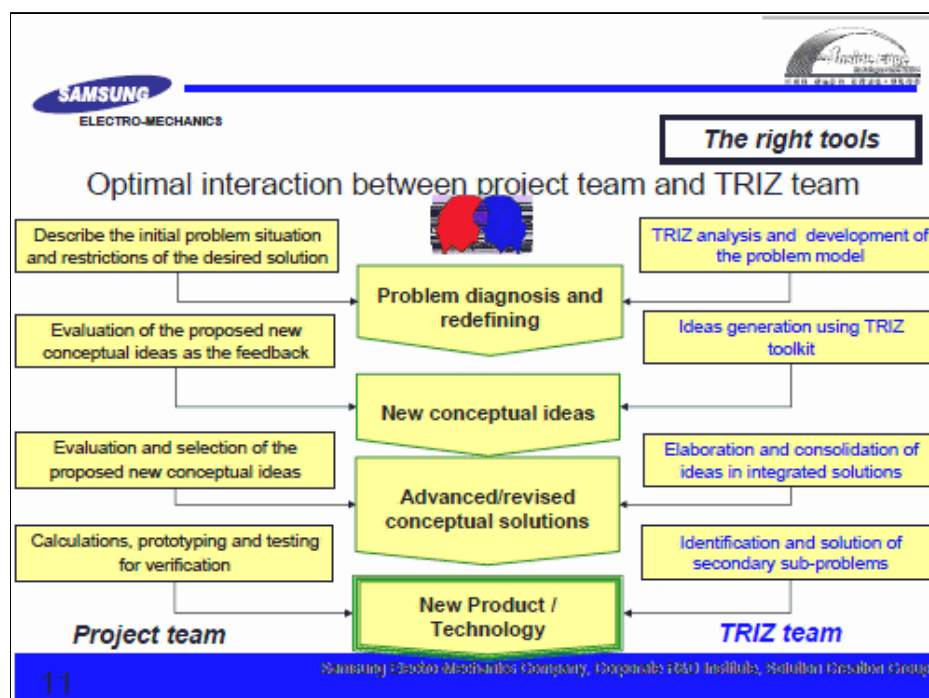 SAMSUNG
ELECTRO-MECHANICS
The right tools
Optimal interaction between project team and TRIZ team
Describe the initial problem situation
and restrictions of the desired solution
TRIZ analysis and development of
the problem model
Problem diagnosis and
redefining
Evaluation of the proposed new
conceptual ideas as the feedback
Ideas generation using TRIZ
toolkit
New conceptual ideas
Evaluation and selection of the
proposed new conceptual ideas
Elaboration and consolidation of
ideas in integrated solutions
Advanced/revised
conceptual solutions
Calculations, prototyping and testing
for verification
Identification and solution of
secondary sub-problems
New Product /
Technology
Project team
TRIZ team
Samsung Electro-Mechanics Company, Corporate R&D Institute, Solution Creation Group
11